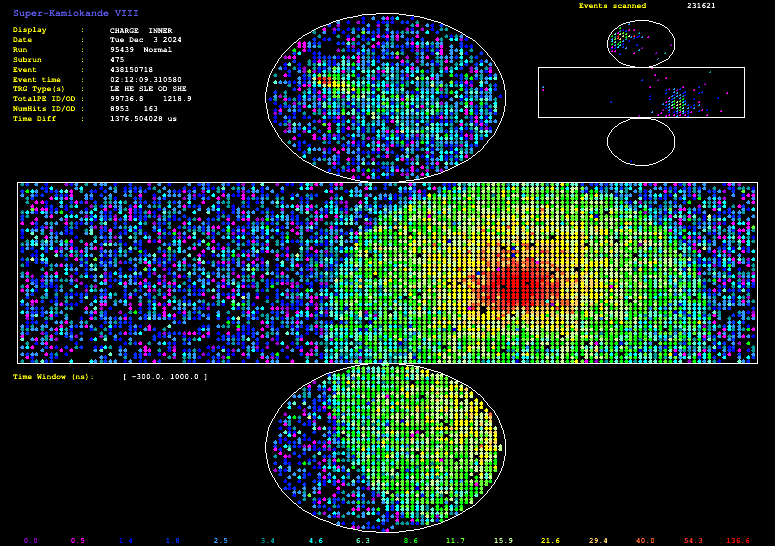 Super-Kamiokande VIII
Events scanned 231621
Display : CHARGE INNER
Date : Tue Dec 3 2024
Run : 95439 Normal
Subrun : 475
Event : 438150718
Event time : 02:12:09.310580
TRG Type(s) : LE HE SLE OD SHE
TotalPE ID/OD : 99736.8 1218.9
NumHits ID/OD : 8953 163
Time Diff : 1376.504028 us
Time Window (ns): [ -300.0, 1000.0 ]
0.0 0.5 1.8 2.5 3.4 4.6 6.3 8.6 11.7 15.9 21.6 29.4 40.0 54.3